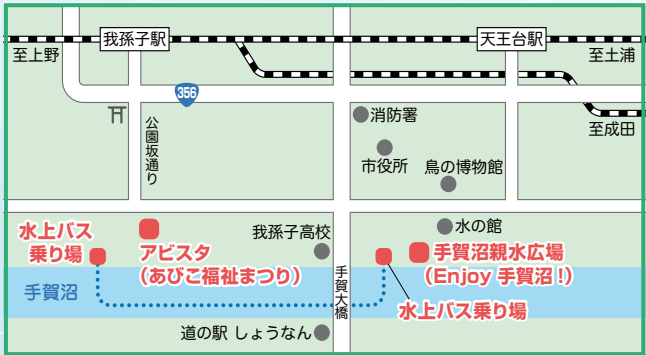 我孫子駅
天王台駅
至上野
至土浦
356
至成田
公園坂通り
消防署
市役所
鳥の博物館
水上バス
乗り場
アビスタ
(あびこ福祉まつり)
我孫子高校
水の館
手賀沼親水広場
(Enjoy 手賀沼!)
手賀沼
手賀大橋
水上バス乗り場
道の駅 しょうなん